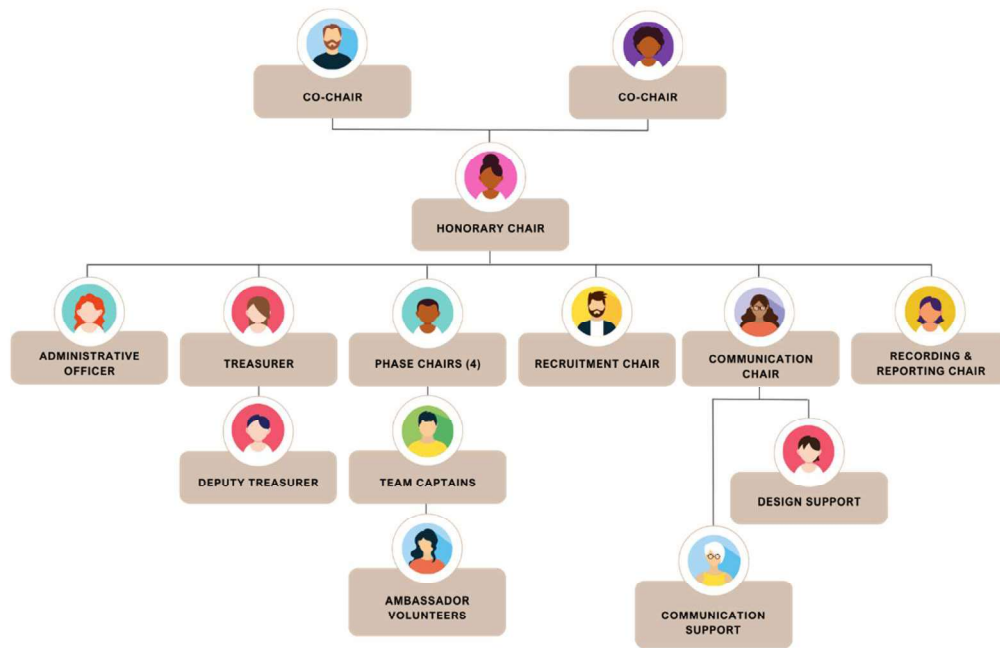 CO-CHAIR
CO-CHAIR
HONORARY CHAIR
ADMINISTRATIVE
OFFICER
TREASURER
PHASE CHAIRS (4)
RECRUITMENT CHAIR
COMMUNICATION
CHAIR
RECORDING &
REPORTING CHAIR
DEPUTY TREASURER
TEAM CAPTAINS
DESIGN SUPPORT
AMBASSADOR
VOLUNTEERS
COMMUNICATION
SUPPORT